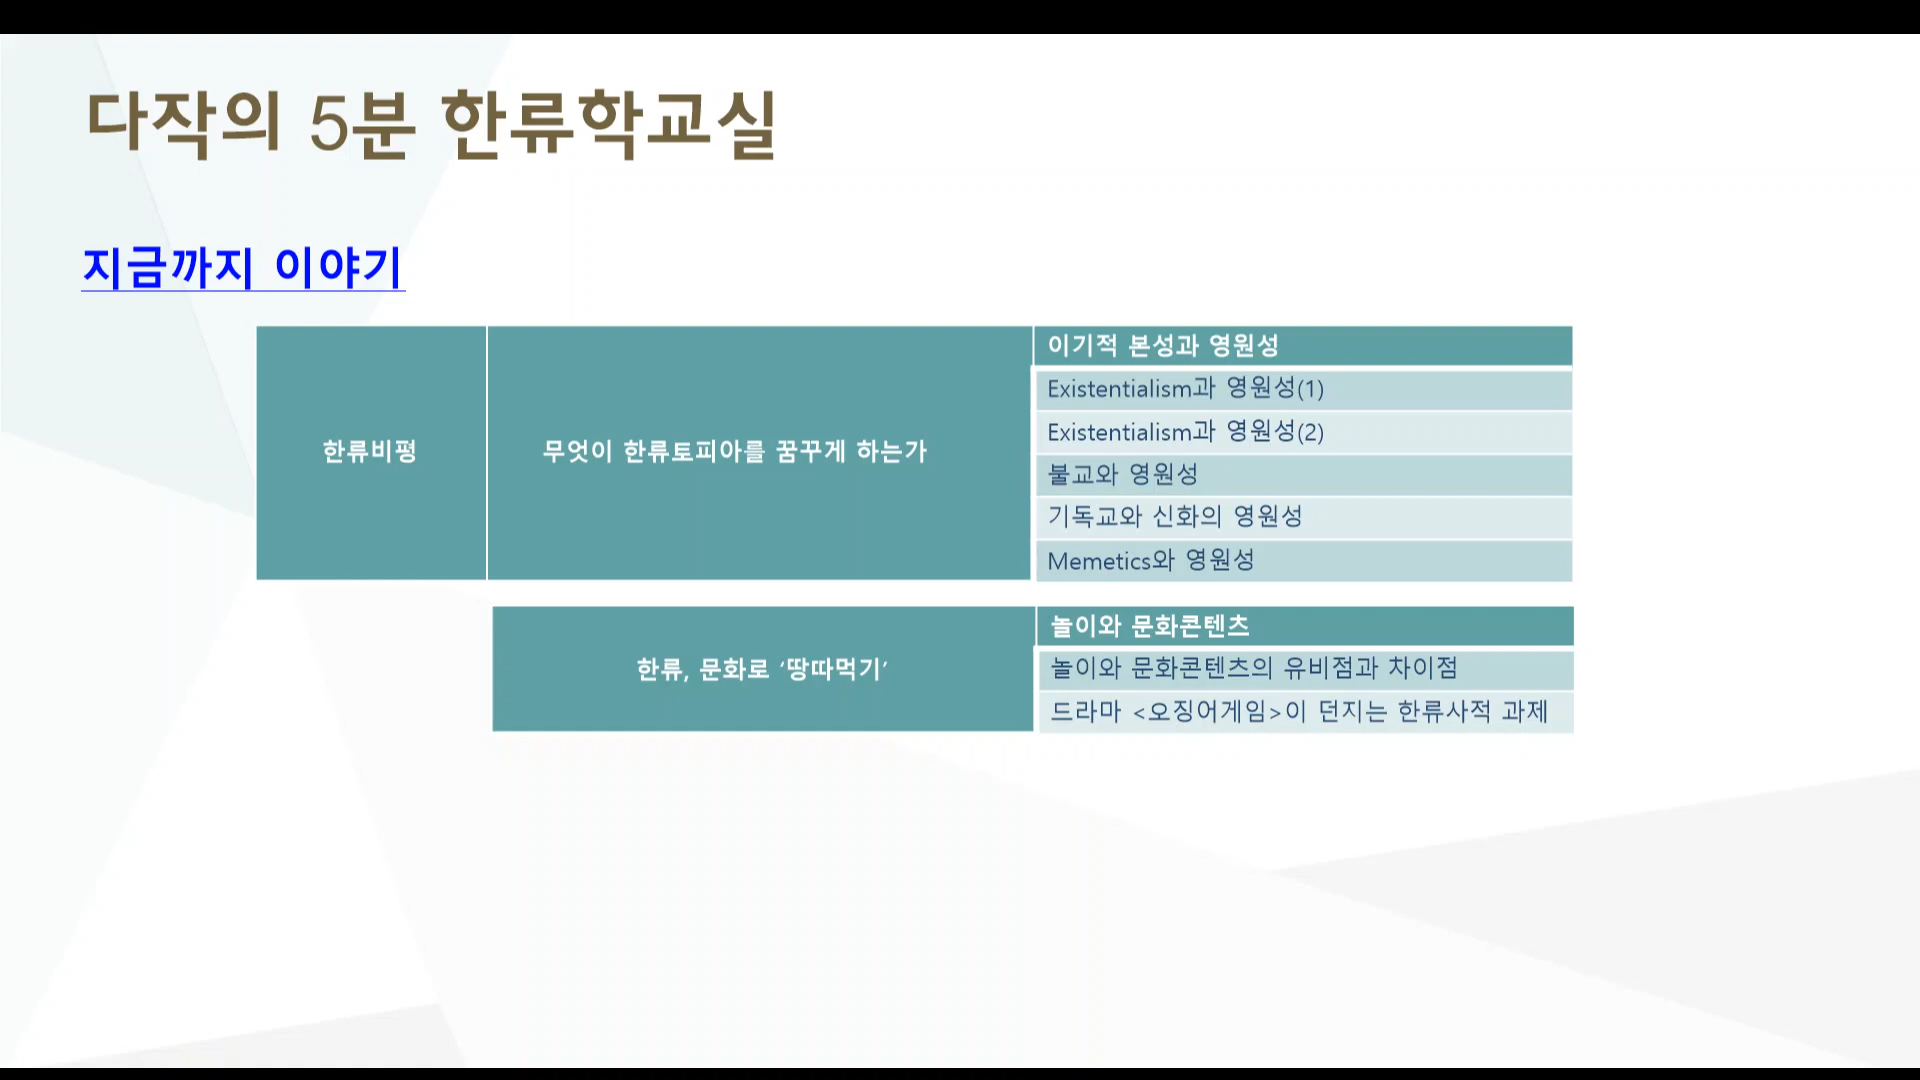 다작의 5분 한류학교실
지금까지 이야기
한류비평
무엇이 한류토피아를 꿈꾸게 하는가
이기적 본성과 영원성
Existentialism과 영원성(1)
Existentialism과 영원성(2)
불교와 영원성
기독교와 신화의 영원성
Memetics와 영원성
한류, 문화로 ‘땅따먹기’
놀이와 문화콘텐츠
놀이와 문화콘텐츠의 유비점과 차이점
드라마 <오징어게임>이 던지는 한류사적 과제